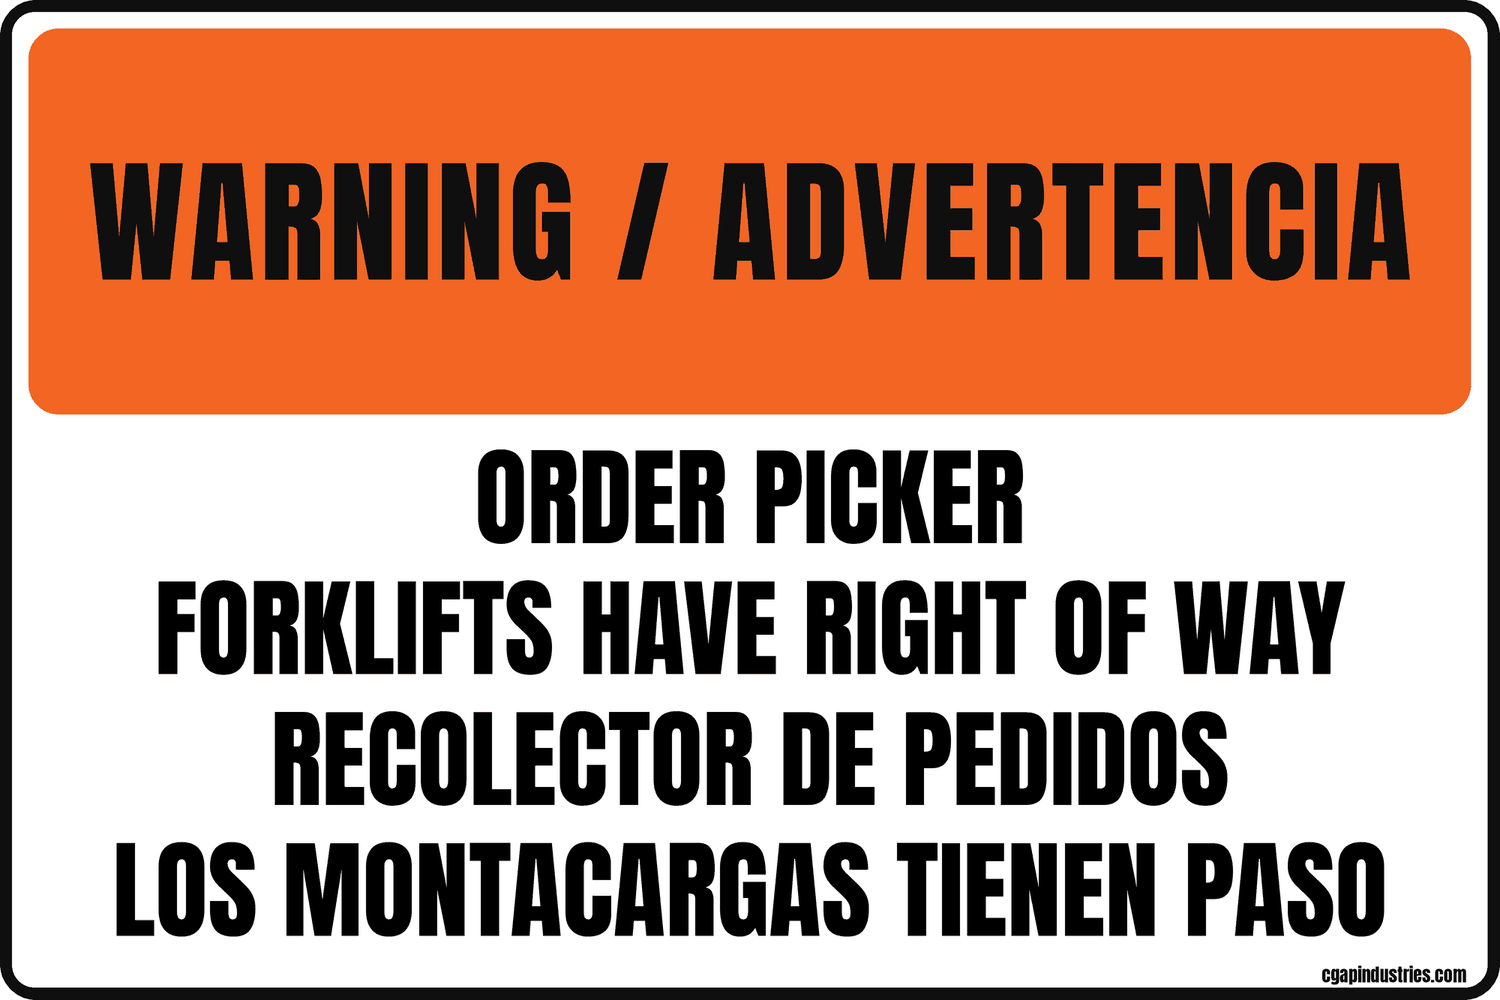 WARNING / ADVERTENCIA
ORDER PICKER
FORKLIFTS HAVE RIGHT OF WAY
RECOLECTOR DE PEDIDOS
LOS MONTACARGAS TIENEN PASO
cgapindustries.com